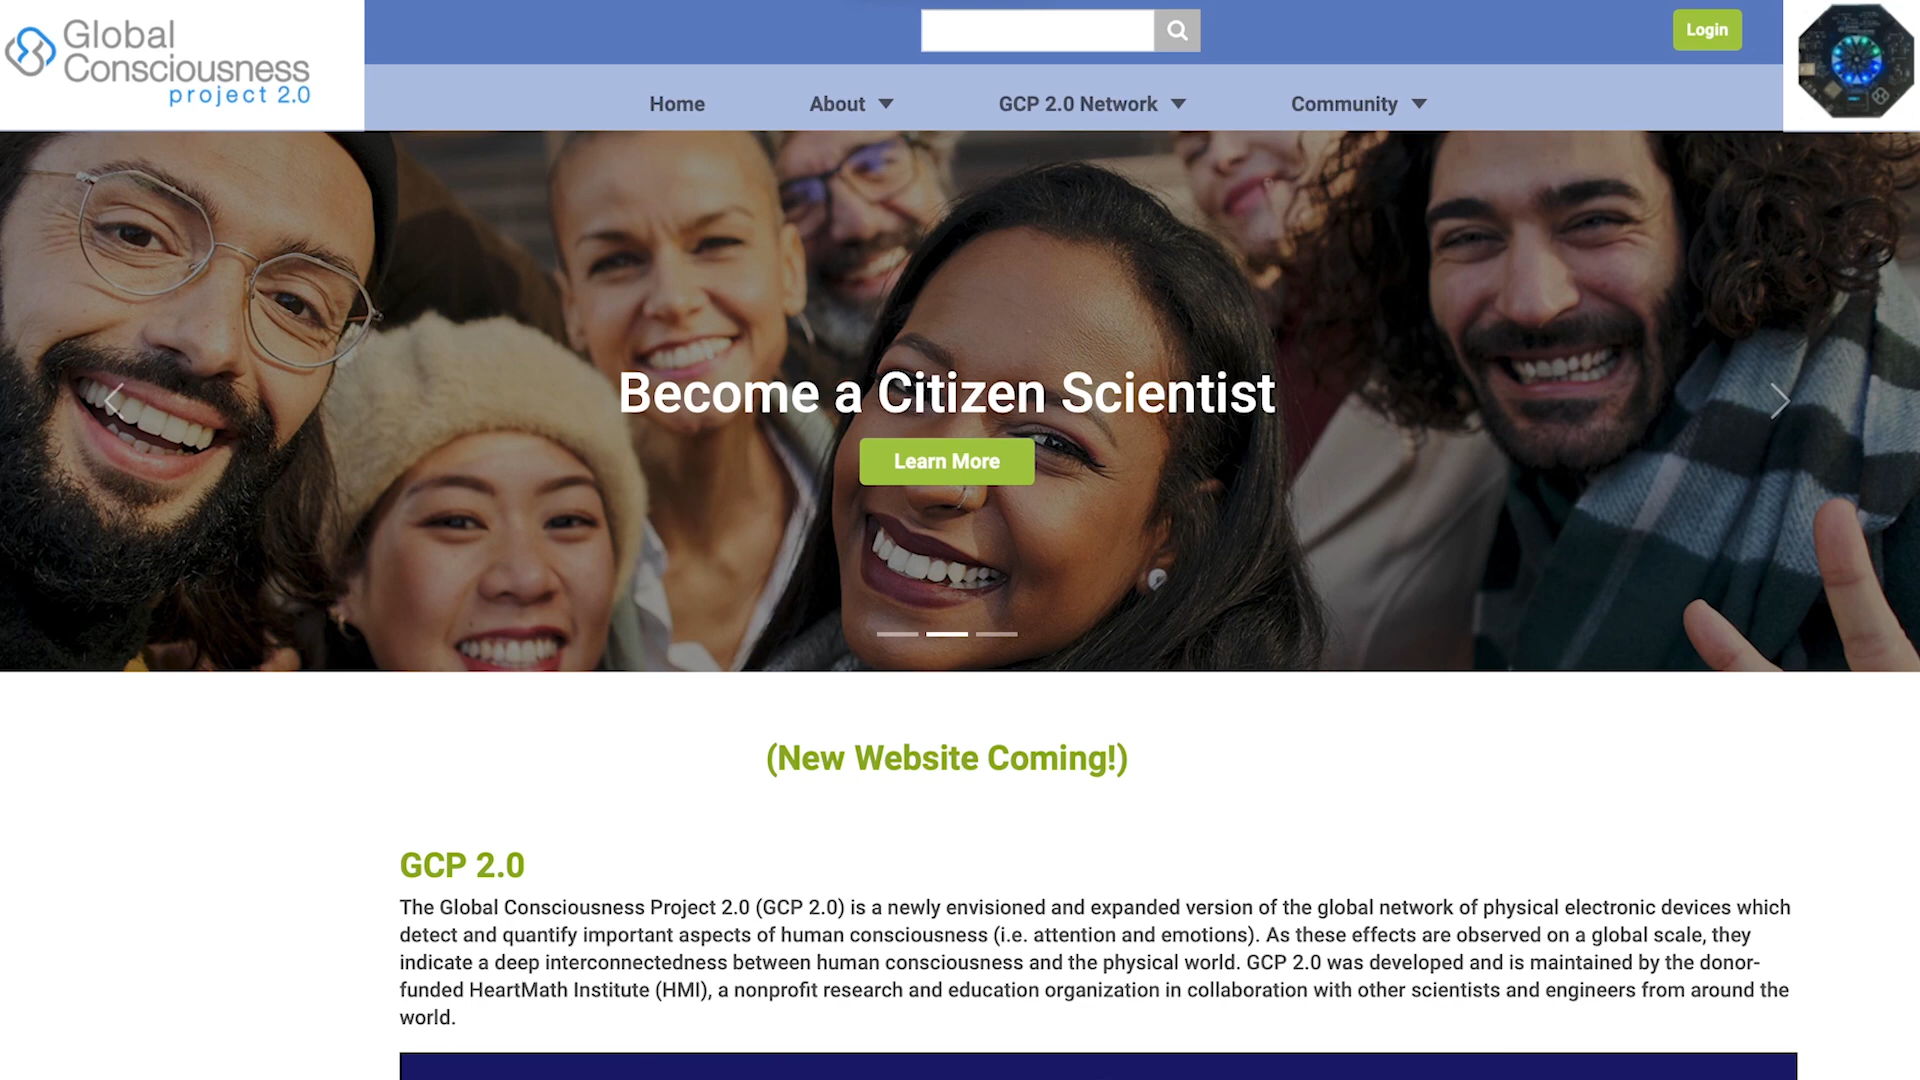 Global
Consciousness
project 2.0
Login
Home
About
GCP 2.0 Network
Community
Become a Citizen Scientist
Learn More
(New Website Coming!)
GCP 2.0
The Global Consciousness Project 2.0 (GCP 2.0) is a newly envisioned and expanded version of the global network of physical electronic devices which
detect and quantify important aspects of human consciousness (i.e. attention and emotions). As these effects are observed on a global scale, they
indicate a deep interconnectedness between human consciousness and the physical world. GCP 2.0 was developed and is maintained by the donor-
funded HeartMath Institute (HMI), a nonprofit research and education organization in collaboration with other scientists and engineers from around the
world.